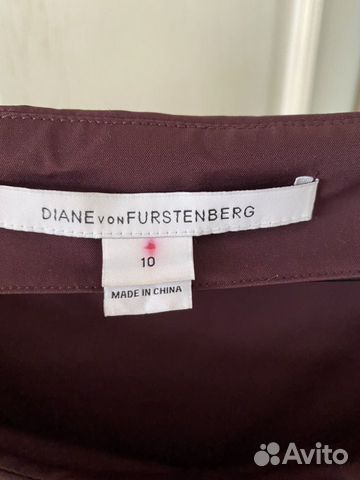 DIANE VON FURSTENBERG
10
MADE IN CHINA
Avito